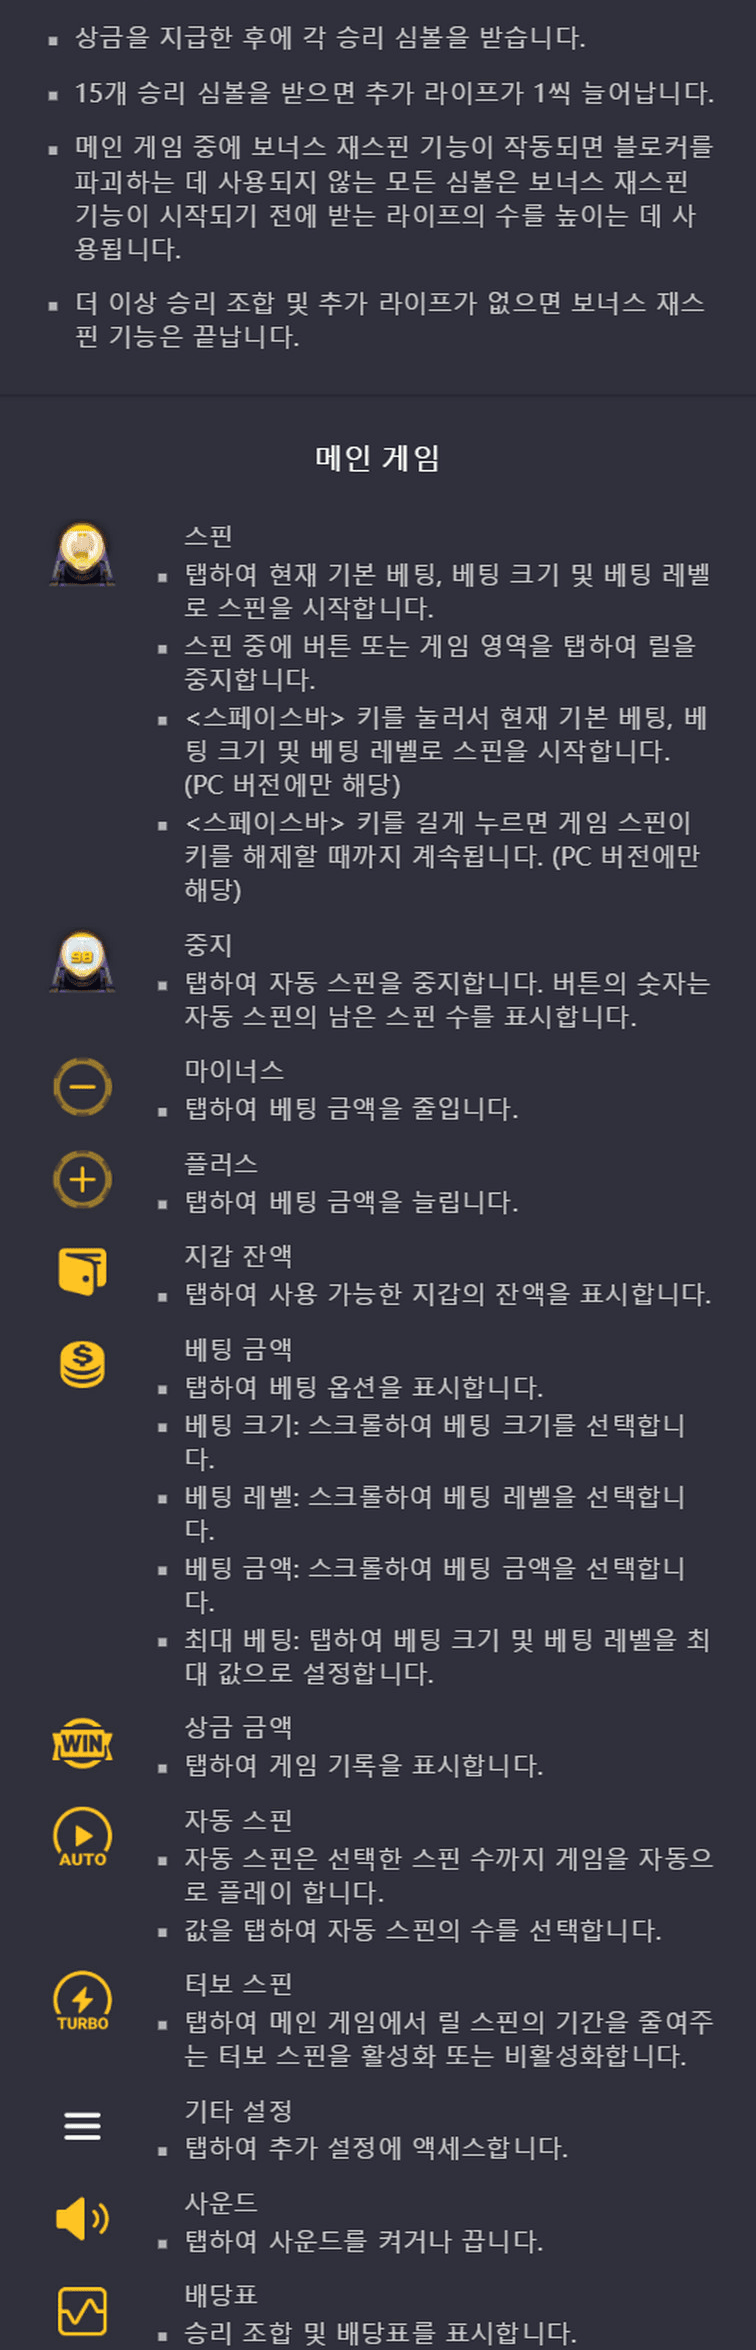 상금을 지급한 후에 각 승리 심볼을 받습니다.
15개 승리 심볼을 받으면 추가 라이프가 1씩 늘어납니다.
메인 게임 중에 보너스 재스핀 기능이 작동되면 블로커를
파괴하는 데 사용되지 않는 모든 심볼은 보너스 재스핀
기능이 시작되기 전에 받는 라이프의 수를 높이는 데 사
용됩니다.
더 이상 승리 조합 및 추가 라이프가 없으면 보너스 재스
핀 기능은 끝납니다.
메인 게임
스핀
탭하여 현재 기본 베팅, 베팅 크기 및 베팅 레벨
로 스핀을 시작합니다.
스핀 중에 버튼 또는 게임 영역을 탭하여 릴을
중지합니다.
<스페이스바> 키를 눌러서 현재 기본 베팅, 베
팅 크기 및 베팅 레벨로 스핀을 시작합니다.
(PC 버전에만 해당)
<스페이스바> 키를 길게 누르면 게임 스핀이
키를 해제할 때까지 계속됩니다. (PC 버전에만
해당)
98
중지
탭하여 자동 스핀을 중지합니다. 버튼의 숫자는
자동 스핀의 남은 스핀 수를 표시합니다.
마이너스
탭하여 베팅 금액을 줄입니다.
플러스
탭하여 베팅 금액을 늘립니다.
지갑 잔액
탭하여 사용 가능한 지갑의 잔액을 표시합니다.
베팅 금액
탭하여 베팅 옵션을 표시합니다.
베팅 크기: 스크롤하여 베팅 크기를 선택합니
다.
베팅 레벨: 스크롤하여 베팅 레벨을 선택합니
다.
베팅 금액: 스크롤하여 베팅 금액을 선택합니
다.
최대 베팅: 탭하여 베팅 크기 및 베팅 레벨을 최
대 값으로 설정합니다.
WIN
상금 금액
탭하여 게임 기록을 표시합니다.
AUTO
자동 스핀
자동 스핀은 선택한 스핀 수까지 게임을 자동으
로 플레이 합니다.
값을 탭하여 자동 스핀의 수를 선택합니다.
TURBO
터보 스핀
탭하여 메인 게임에서 릴 스핀의 기간을 줄여주
는 터보 스핀을 활성화 또는 비활성화합니다.
기타 설정
탭하여 추가 설정에 액세스합니다.
사운드
탭하여 사운드를 켜거나 끕니다.
배당표
승리 조합 및 배당표를 표시합니다.